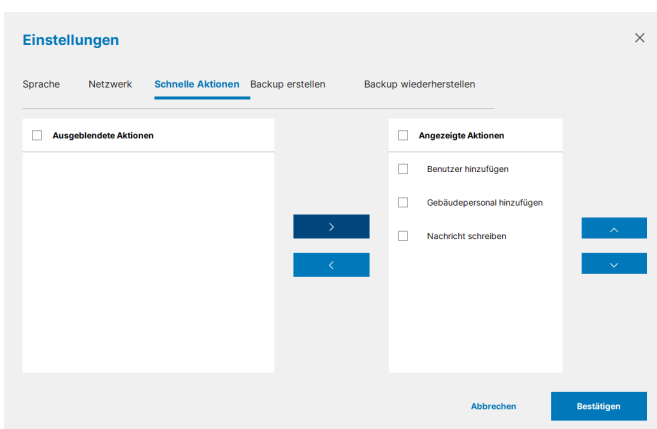 Einstellungen
Sprache Netzwerk Schnelle Aktionen Backup erstellen Backup wiederherstellen
Ausgeblendete Aktionen
Angezeigte Aktionen
Benutzer hinzufügen
Gebäudepersonal hinzufügen
Nachricht schreiben
Abbrechen Bestätigen